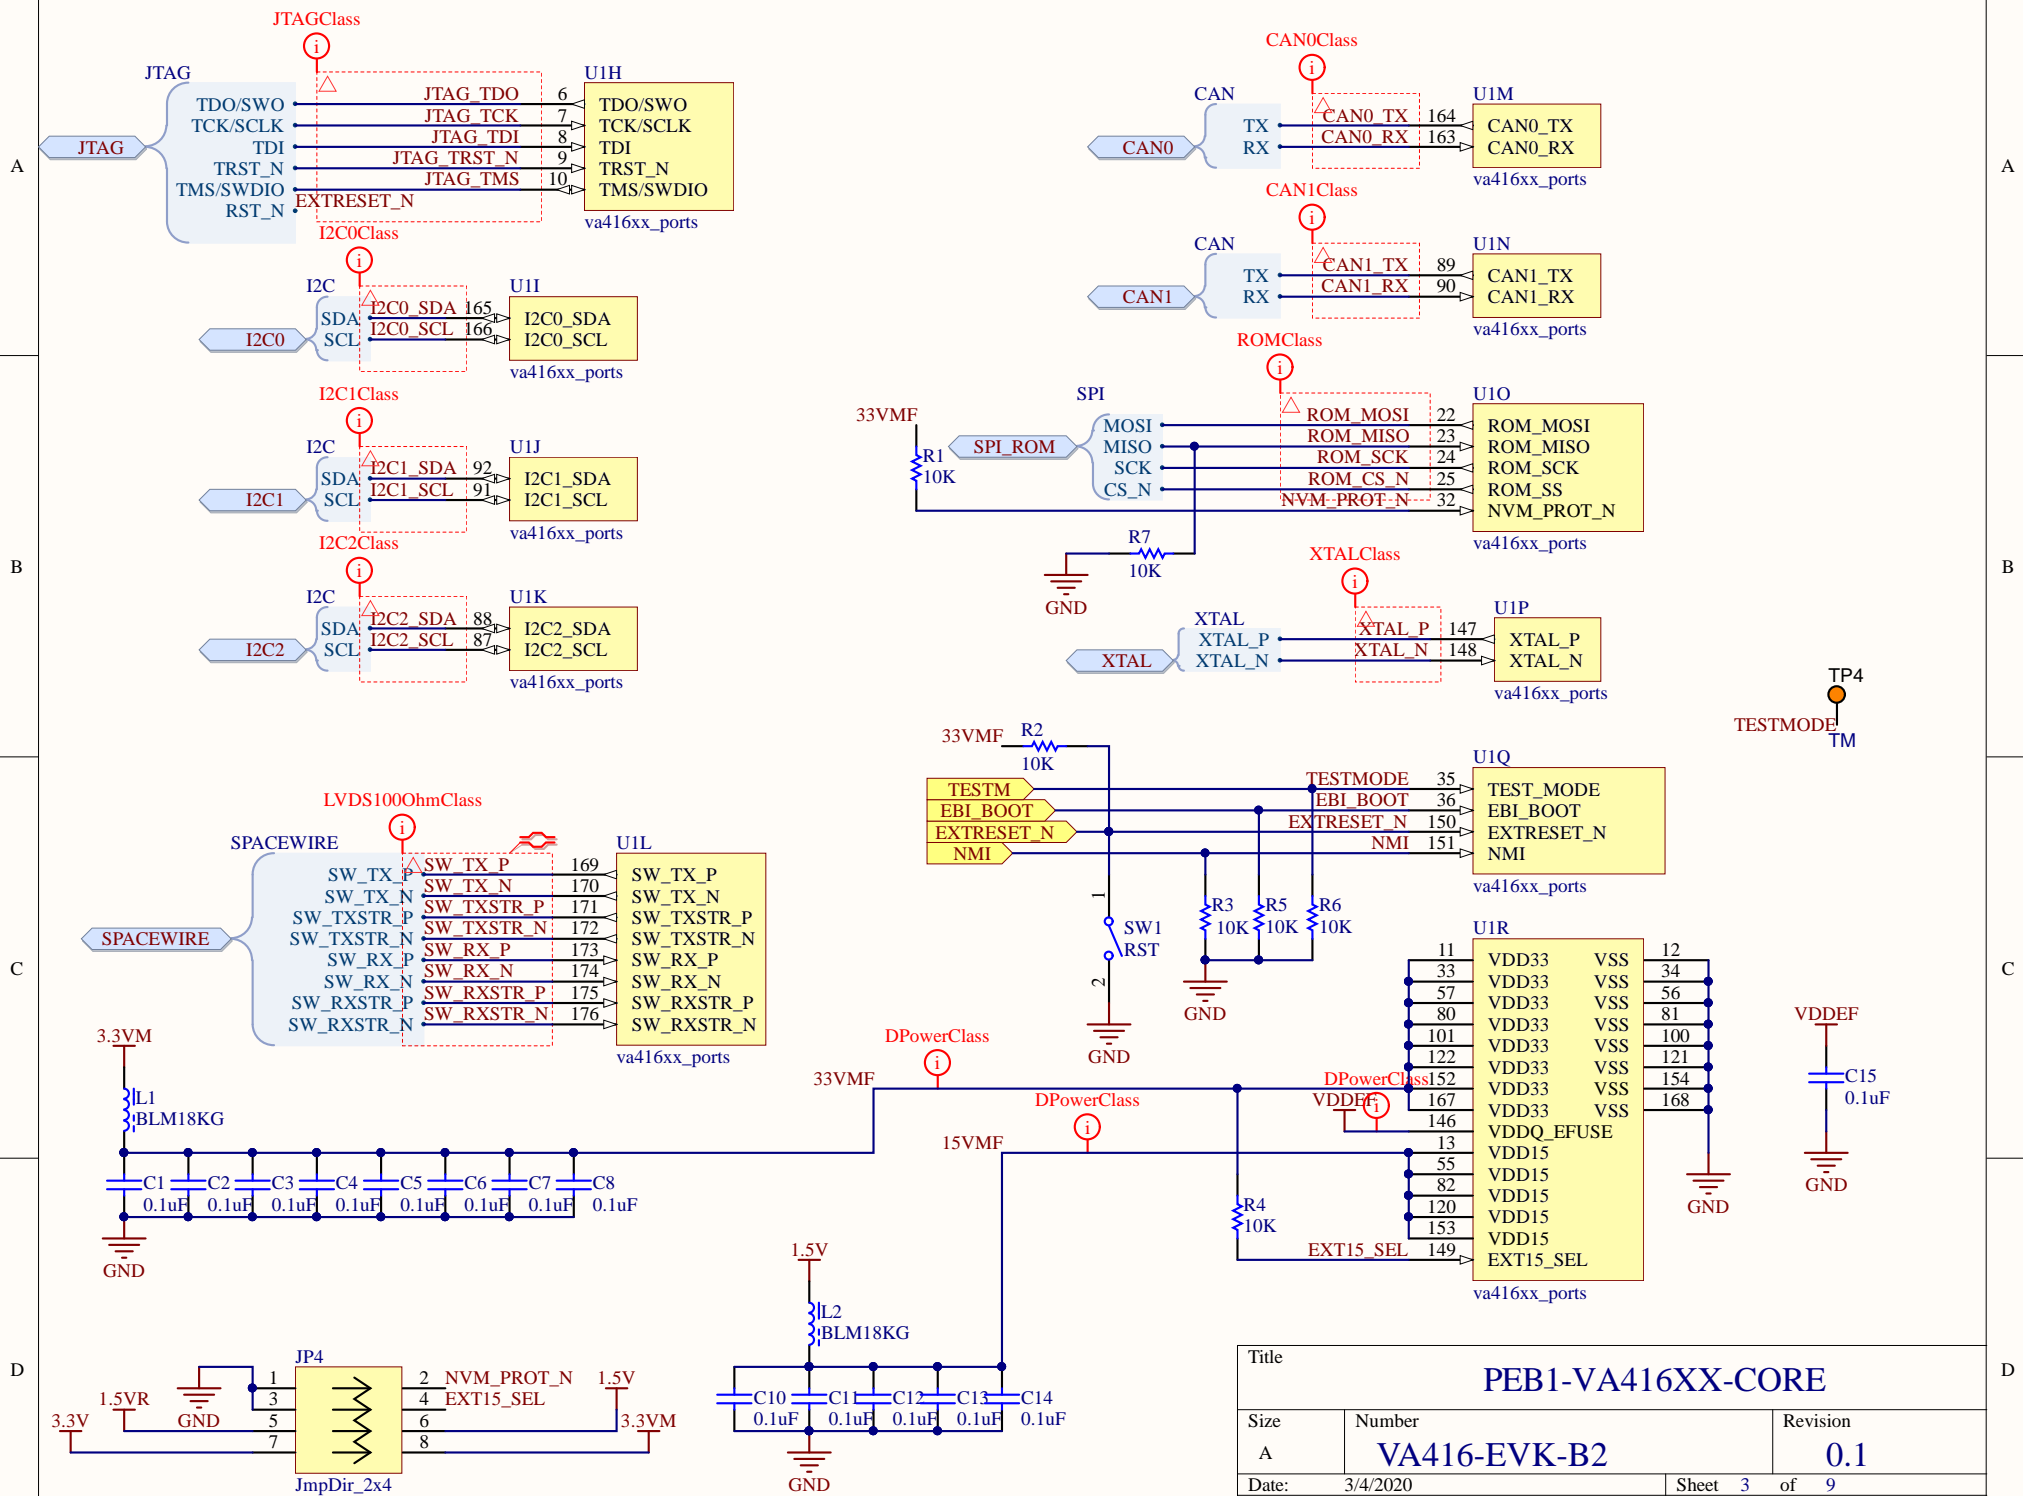 JTAGClass
JTAG
U1H
TDO/SWO JTAG_TDO 6 TDO/SWO
TCK/SCLK JTAG_TCK 7 TCK/SCLK
JTAG TDI JTAG_TDI 8 TDI
TRST_N JTAG_TRST_N 9 TRST_N
TMS/SWDIO JTAG_TMS 10 TMS/SWDIO
RST_N EXTRESET_N
va416xx_ports
I2C0Class
I2C
U1I
SDA I2C0_SDA 165 I2C0_SDA
I2C0 SCL I2C0_SCL 166 I2C0_SCL
va416xx_ports
I2C1Class
I2C
U1J
SDA I2C1_SDA 92 I2C1_SDA
I2C1 SCL I2C1_SCL 91 I2C1_SCL
va416xx_ports
I2C2Class
I2C
U1K
SDA I2C2_SDA 88 I2C2_SDA
I2C2 SCL I2C2_SCL 87 I2C2_SCL
va416xx_ports
LVDS100OhmClass
SPACEWIRE
U1L
SW_TX_P SW_TX_P 169 SW_TX_P
SW_TX_N SW_TX_N 170 SW_TX_N
SW_TXSTR_P SW_TXSTR_P 171 SW_TXSTR_P
SPACEWIRE SW_TXSTR_N SW_TXSTR_N 172 SW_TXSTR_N
SW_RX_P SW_RX_P 173 SW_RX_P
SW_RX_N SW_RX_N 174 SW_RX_N
SW_RXSTR_P SW_RXSTR_P 175 SW_RXSTR_P
SW_RXSTR_N SW_RXSTR_N 176 SW_RXSTR_N
va416xx_ports
CAN0Class
CAN
U1M
TX CAN0_TX 164 CAN0_TX
CAN0 RX CAN0_RX 163 CAN0_RX
va416xx_ports
CAN1Class
CAN
U1N
TX CAN1_TX 89 CAN1_TX
CAN1 RX CAN1_RX 90 CAN1_RX
va416xx_ports
ROMClass
SPI
U1O
33VMF
R1
10K
MOSI ROM_MOSI 22 ROM_MOSI
SPI_ROM MISO ROM_MISO 23 ROM_MISO
SCK ROM_SCK 24 ROM_SCK
CS_N ROM_CS_N 25 ROM_SS
NVM_PROT_N 32 NVM_PROT_N
va416xx_ports
R7
10K
GND
XTALClass
XTAL
U1P
XTAL_P XTAL_P 147 XTAL_P
XTAL XTAL_N XTAL_N 148 XTAL_N
va416xx_ports
TP4
TESTMODE
TM
33VMF R2
10K
U1Q
TESTM TESTMODE 35 TEST_MODE
EBI_BOOT EBI_BOOT 36 EBI_BOOT
EXTRESET_N EXTRESET_N 150 EXTRESET_N
NMI NMI 151 NMI
va416xx_ports
1
SW1
RST
2
GND
R3
10K
R5
10K
R6
10K
GND
U1R
11 VDD33 VSS 12
33 VDD33 VSS 34
57 VDD33 VSS 56
80 VDD33 VSS 81
101 VDD33 VSS 100
122 VDD33 VSS 121
152 VDD33 VSS 154
167 VDD33 VSS 168
146 VDDQ_EFUSE
13 VDD15
55 VDD15
82 VDD15
120 VDD15
153 VDD15
EXT15_SEL 149 EXT15_SEL
va416xx_ports
GND
VDDEF
C15
0.1uF
GND
DPowerClass
33VMF
DPowerClass
VDDEF
DPowerClass
15VMF
R4
10K
3.3VM
L1
BLM18KG
C1 C2 C3 C4 C5 C6 C7 C8
0.1uF 0.1uF 0.1uF 0.1uF 0.1uF 0.1uF 0.1uF 0.1uF
GND
1.5V
L2
BLM18KG
C10 C11 C12 C13 C14
0.1uF 0.1uF 0.1uF 0.1uF 0.1uF
GND
JP4
1 2 NVM_PROT_N
3 4 EXT15_SEL
5 6
7 8
JmpDir_2x4
GND
1.5VR
3.3V
1.5V
3.3VM
A
B
C
D
A
B
C
D
Title
PEB1-VA416XX-CORE
Size Number Revision
A VA416-EVK-B2 0.1
Date: 3/4/2020 Sheet 3 of 9